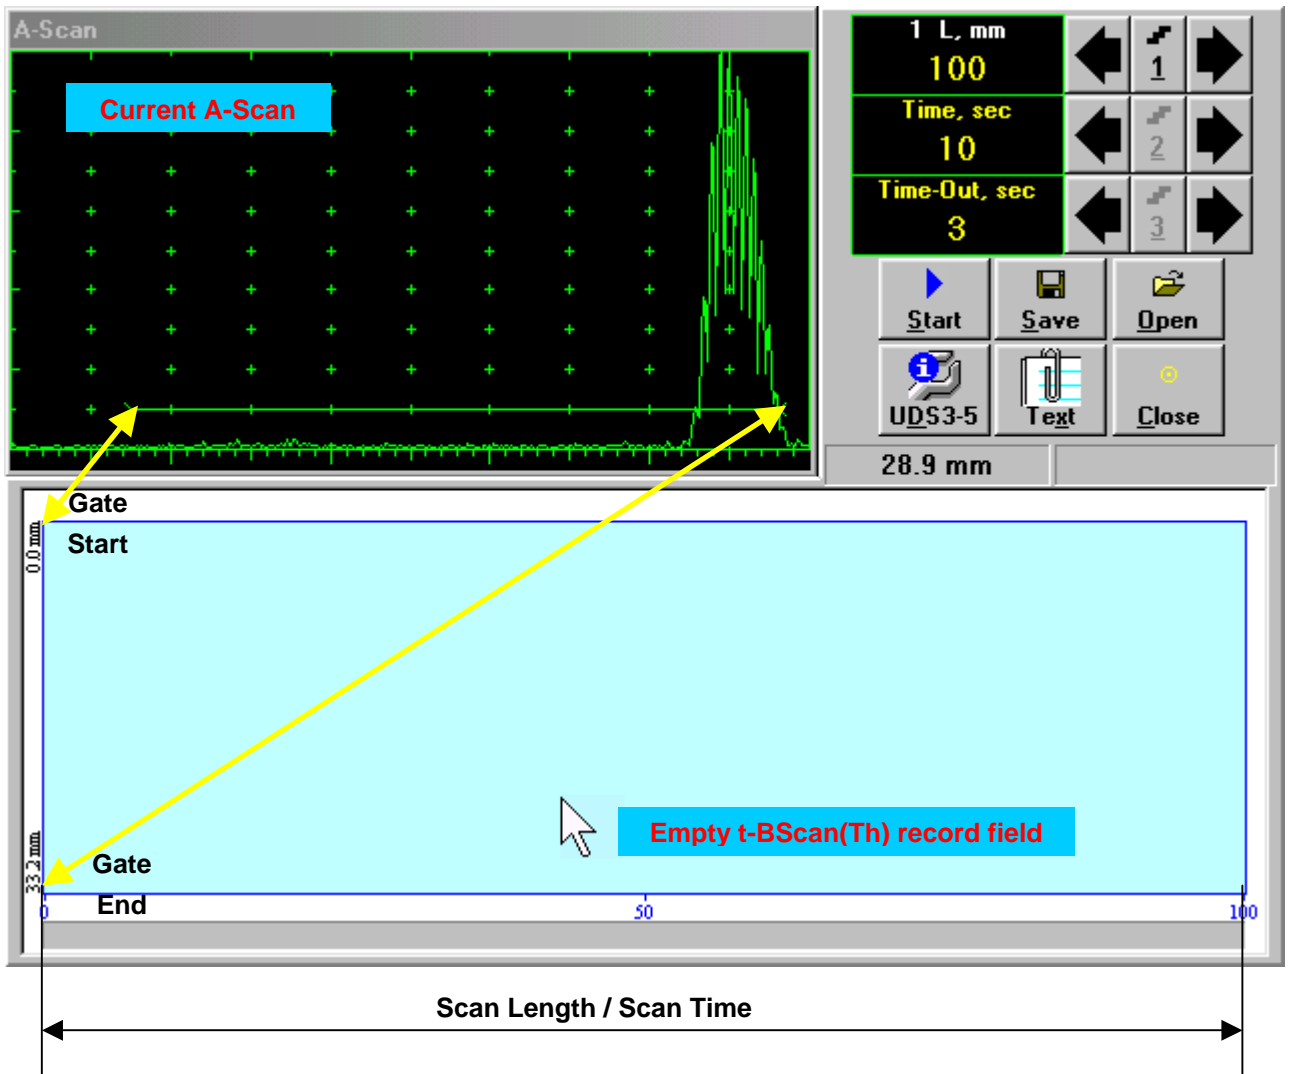 A-Scan
Current A-Scan
1 L, mm
100
1
Time, sec
10
2
Time-Out, sec
3
3
Start
Save
Open
UDS3-5
Text
Close
28.9 mm
Gate
Start
0.0 mm
33.2 mm
Gate
End
Empty t-BScan(Th) record field
0
50
100
Scan Length / Scan Time